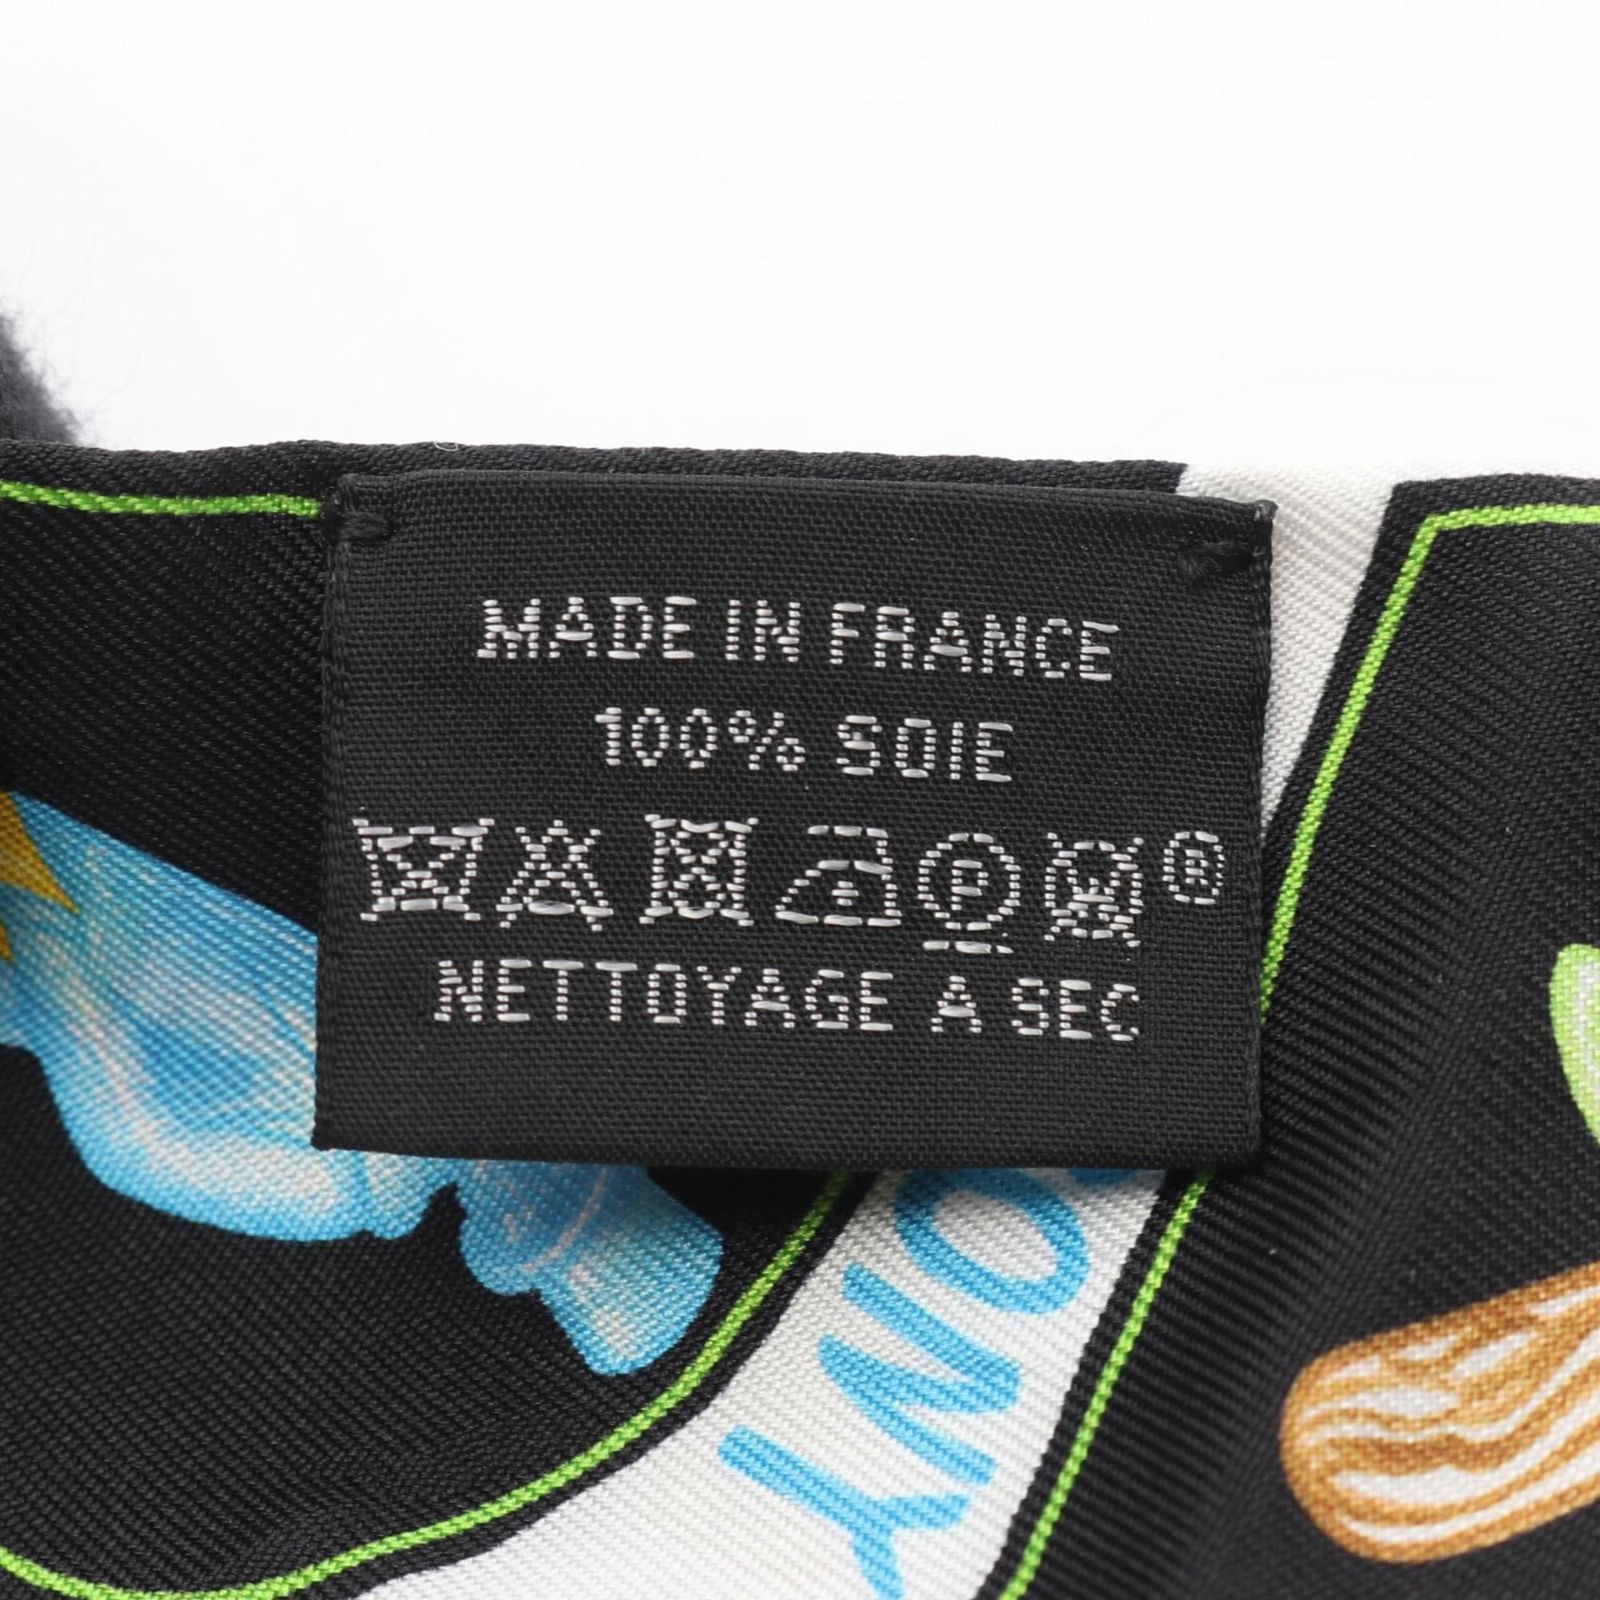 MADE IN FRANCE
100% SOIE
P ®
NETTOYAGE A SEC